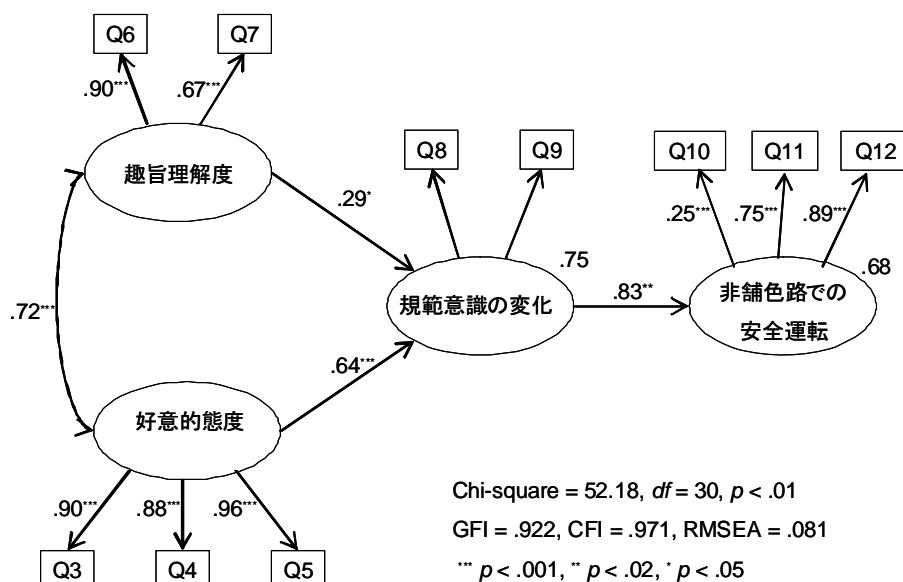 Q6
Q7
.90***
.67***
趣旨理解度
Q8
Q9
Q10
Q11
Q12
.29*
.25***
.75***
.89***
.72***
.75
.68
規範意識の変化
.83**
非舗色路での
安全運転
.64***
好意的態度
.90***
.88***
.96***
Q3
Q4
Q5
Chi-square = 52.18, df = 30, p < .01
GFI = .922, CFI = .971, RMSEA = .081
*** p < .001, ** p < .02, * p < .05